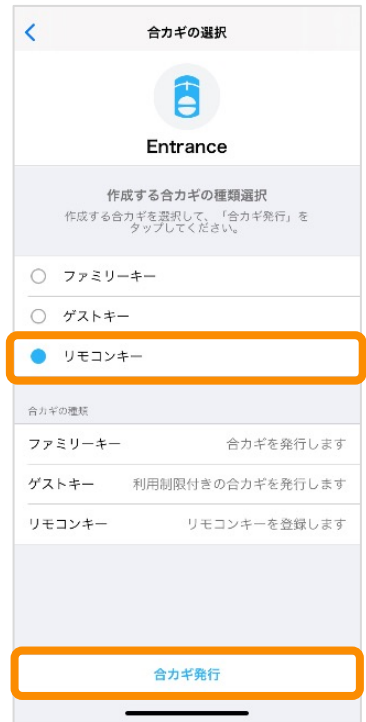 合カギの選択
Entrance
作成する合カギの種類選択
作成する合カギを選択して、「合カギ発行」を
タップしてください。
ファミリーキー
ゲストキー
リモコンキー
合カギの種類
ファミリーキー 合カギを発行します
ゲストキー 利用制限付きの合カギを発行します
リモコンキー リモコンキーを登録します
合カギ発行